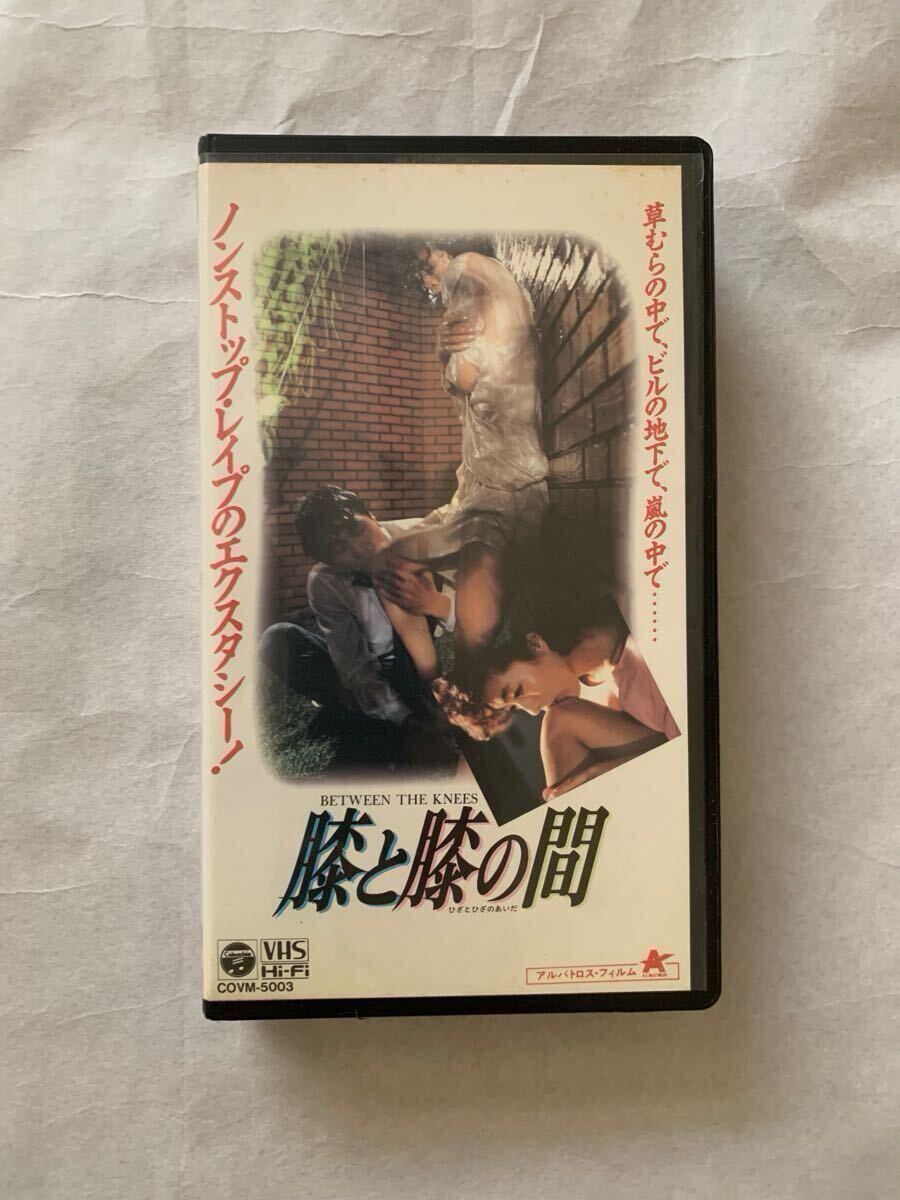 草むらの中で、ビルの地下で、嵐の中で……
ノンストップ・レイプのエクスタシー!
BETWEEN THE KNEES
膝と膝の間
ひざとひざのあいだ
Columbia
VHS
Hi-Fi
COVM-5003
アルバトロス・フィルム
ALBATROS